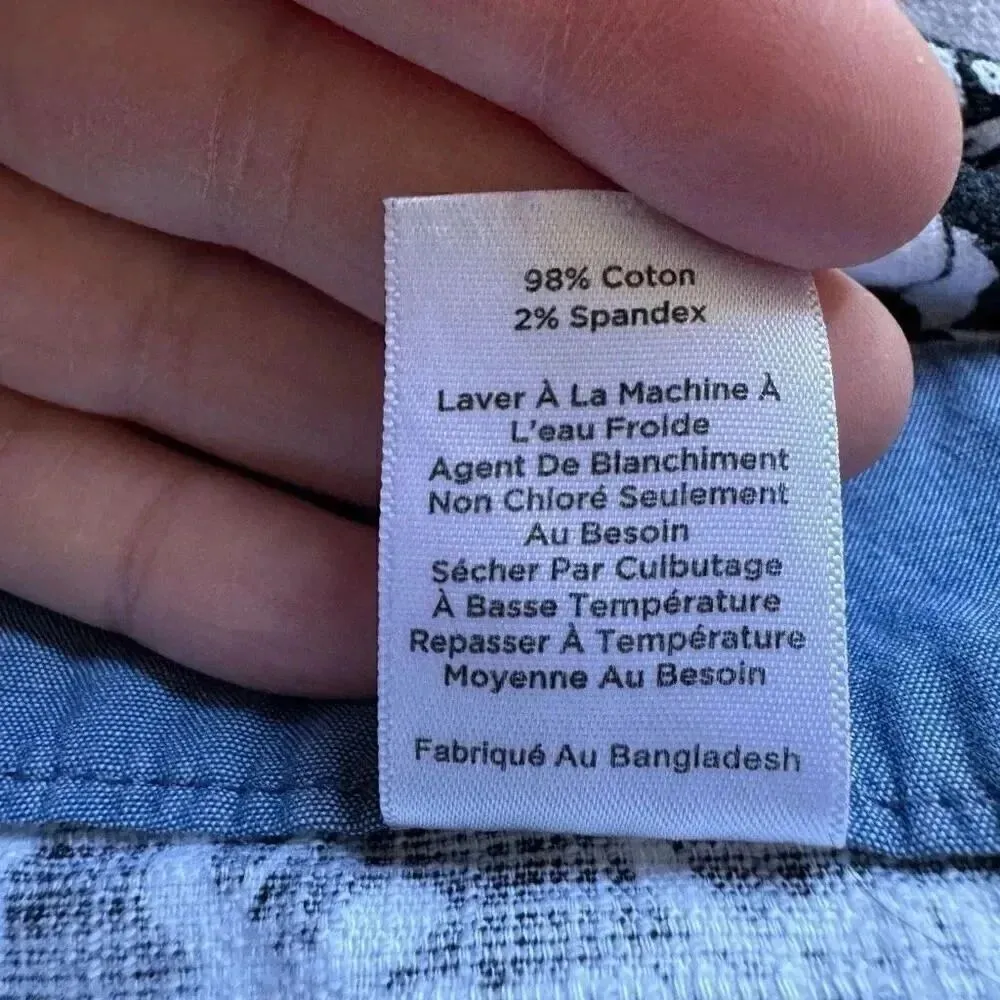 98% Coton
2% Spandex
Laver À La Machine À
L'eau Froide
Agent De Blanchiment
Non Chloré Seulement
Au Besoin
Sécher Par Culbutage
À Basse Température
Repasser À Température
Moyenne Au Besoin
Fabriqué Au Bangladesh